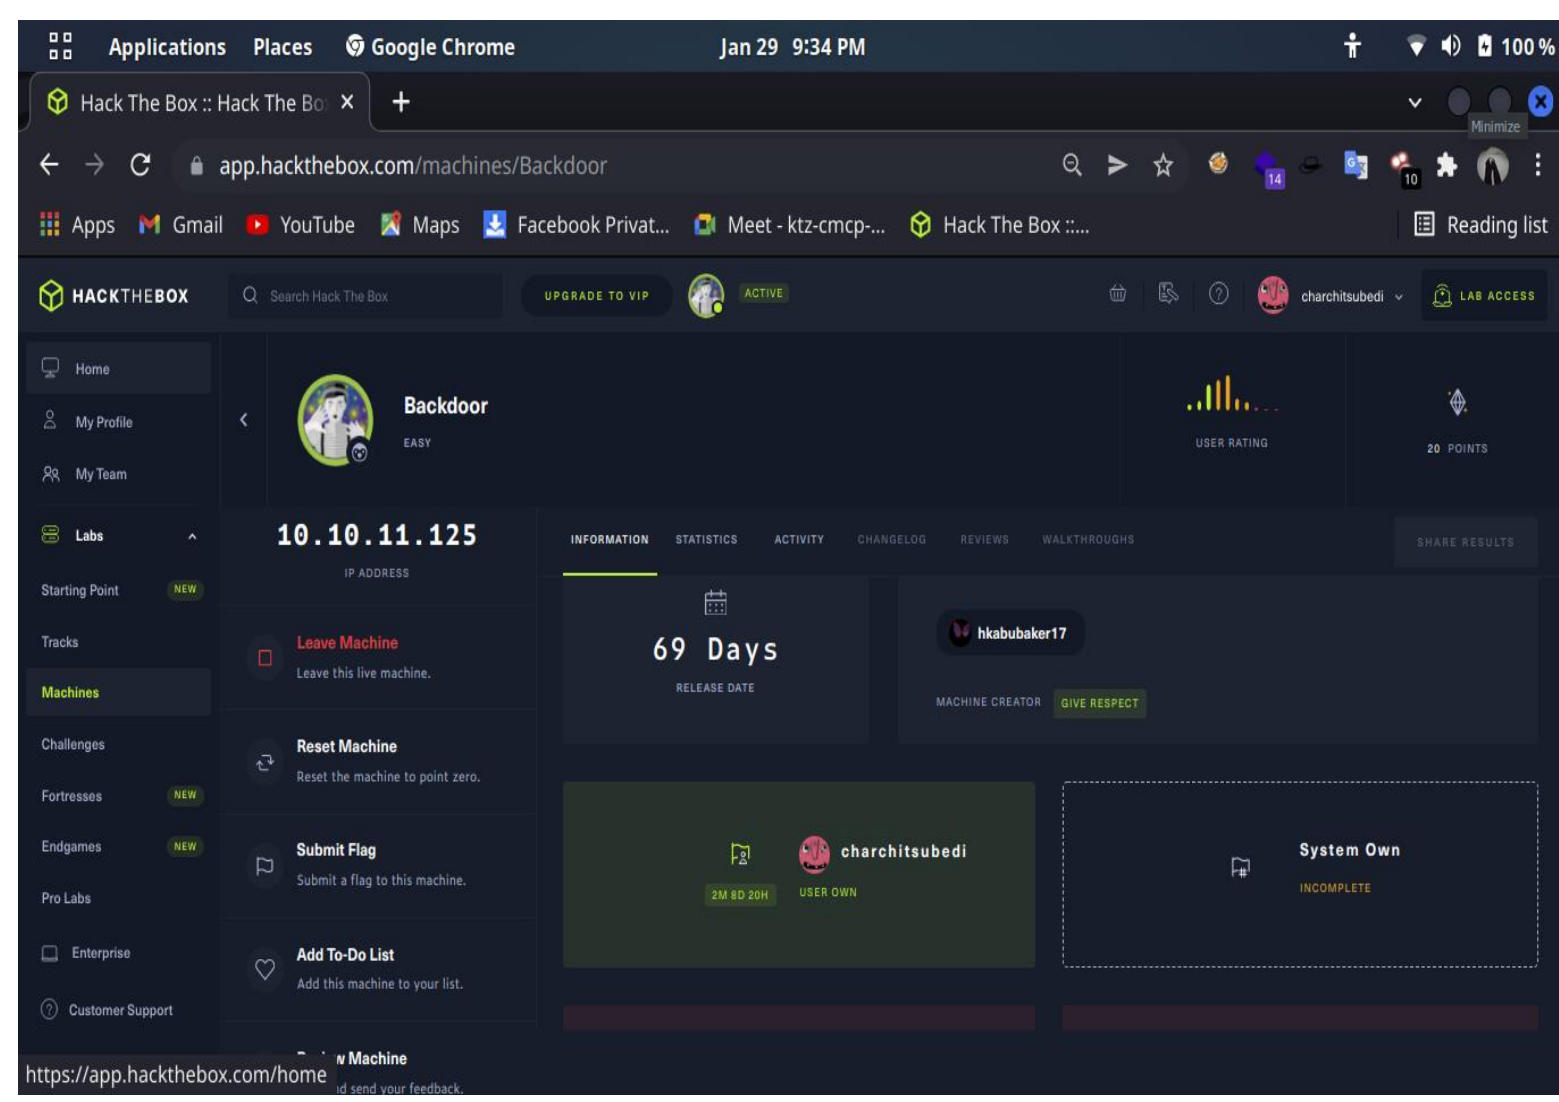 Applications Places Google Chrome Jan 29 9:34 PM 100 %
Hack The Box :: Hack The Bo
Minimize
app.hackthebox.com/machines/Backdoor
14
10
Apps Gmail YouTube Maps Facebook Privat... Meet - ktz-cmcp-... Hack The Box ::... Reading list
HACKTHEBOX Search Hack The Box UPGRADE TO VIP ACTIVE charchitsubedi LAB ACCESS
Home
My Profile
My Team
Labs
Starting Point NEW
Tracks
Machines
Challenges
Fortresses NEW
Endgames NEW
Pro Labs
Enterprise
Customer Support
https://app.hackthebox.com/home
Backdoor
EASY
USER RATING
20 POINTS
10.10.11.125
IP ADDRESS
Leave Machine
Leave this live machine.
Reset Machine
Reset the machine to point zero.
Submit Flag
Submit a flag to this machine.
Add To-Do List
Add this machine to your list.
Machine
send your feedback.
INFORMATION STATISTICS ACTIVITY CHANGELOG REVIEWS WALKTHROUGHS SHARE RESULTS
69 Days
RELEASE DATE
hkabubaker17
MACHINE CREATOR GIVE RESPECT
charchitsubedi
2M 8D 20H USER OWN
System Own
INCOMPLETE